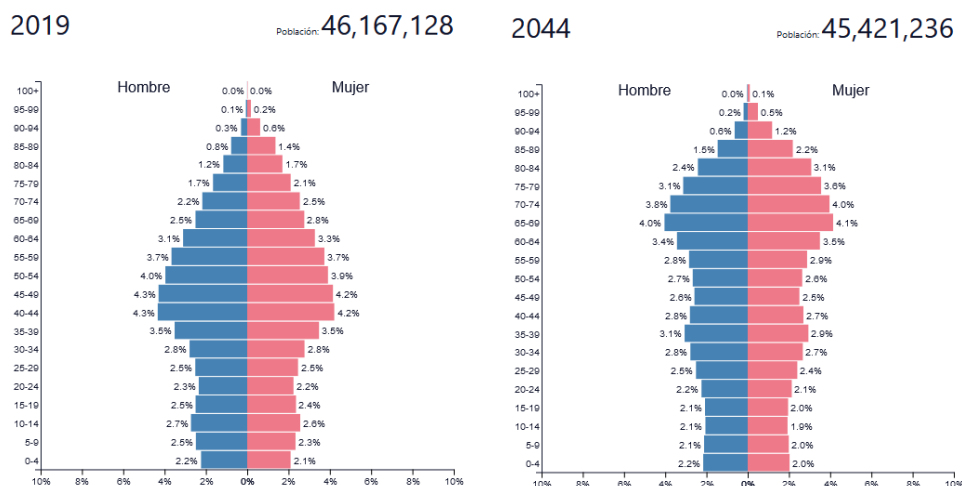 2019 Población: 46,167,128
Hombre Mujer
100+ 0.0% 0.0%
95-99 0.1% 0.2%
90-94 0.3% 0.6%
85-89 0.8% 1.4%
80-84 1.2% 1.7%
75-79 1.7% 2.1%
70-74 2.2% 2.5%
65-69 2.5% 2.8%
60-64 3.1% 3.3%
55-59 3.7% 3.7%
50-54 4.0% 3.9%
45-49 4.3% 4.2%
40-44 4.3% 4.2%
35-39 3.5% 3.5%
30-34 2.8% 2.8%
25-29 2.5% 2.5%
20-24 2.3% 2.2%
15-19 2.5% 2.4%
10-14 2.7% 2.6%
5-9 2.5% 2.3%
0-4 2.2% 2.1%
10% 8% 6% 4% 2% 0% 2% 4% 6% 8% 10%
2044 Población: 45,421,236
Hombre Mujer
100+ 0.0% 0.1%
95-99 0.2% 0.5%
90-94 0.6% 1.2%
85-89 1.5% 2.2%
80-84 2.4% 3.1%
75-79 3.1% 3.6%
70-74 3.8% 4.0%
65-69 4.0% 4.1%
60-64 3.4% 3.5%
55-59 2.8% 2.9%
50-54 2.7% 2.6%
45-49 2.6% 2.5%
40-44 2.8% 2.7%
35-39 3.1% 2.9%
30-34 2.8% 2.7%
25-29 2.5% 2.4%
20-24 2.2% 2.1%
15-19 2.1% 2.0%
10-14 2.1% 1.9%
5-9 2.1% 2.0%
0-4 2.2% 2.0%
10% 8% 6% 4% 2% 0% 2% 4% 6% 8% 10%